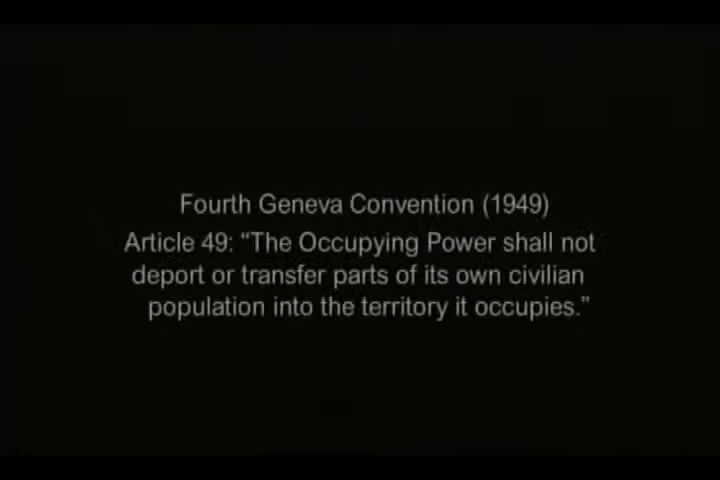 Fourth Geneva Convention (1949)
Article 49: “The Occupying Power shall not
deport or transfer parts of its own civilian
population into the territory it occupies.”